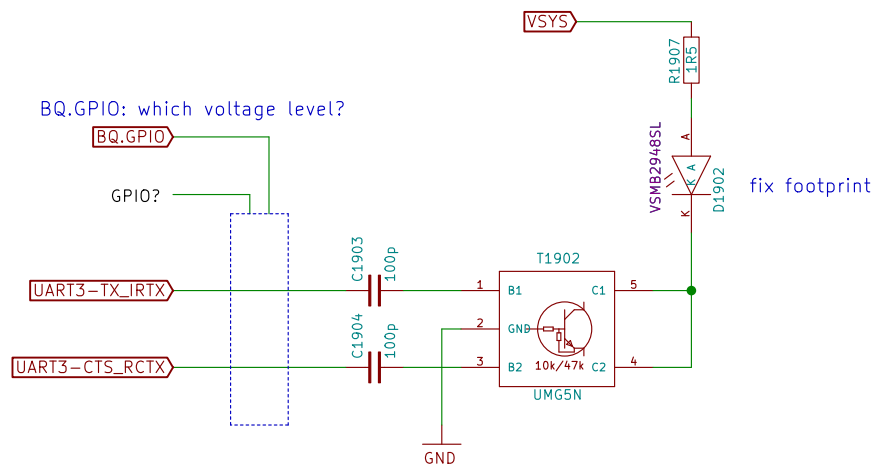 VSYS
R1907
1R5
BQ.GPIO: which voltage level?
BQ.GPIO
GPIO?
A
VSMB2948SL
K A
D1902
K
fix footprint
C1903
100p
T1902
UART3-TX_IRTX
1
B1
C1
5
2
GND
C1904
100p
UART3-CTS_RCTX
3
B2
10k/47k
C2
4
UMG5N
GND